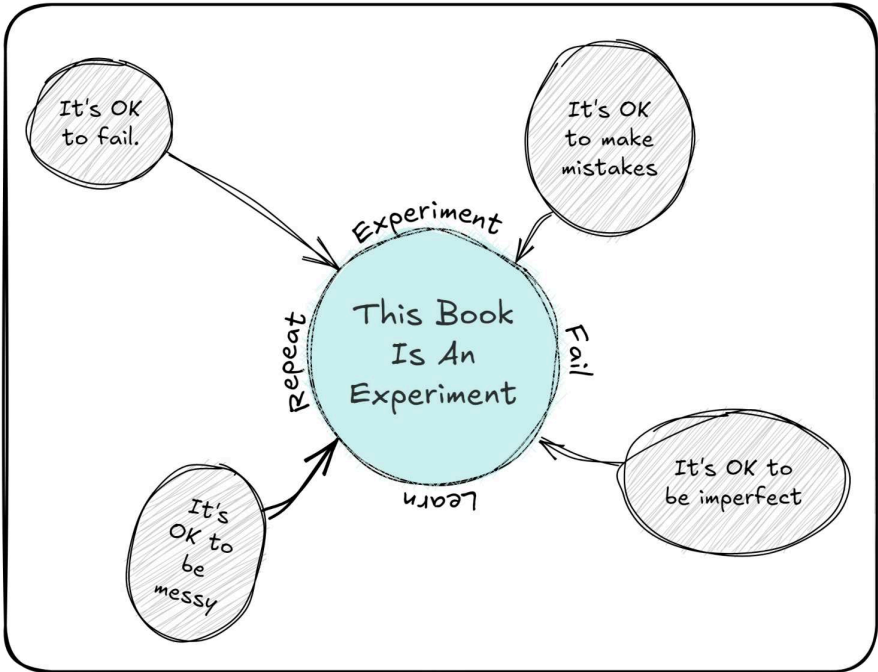 It's OK
to fail.
It's OK
to make
mistakes
Experiment
Fail
Learn
Repeat
This Book
Is An
Experiment
It's OK to
be imperfect
It's
OK to
be
messy